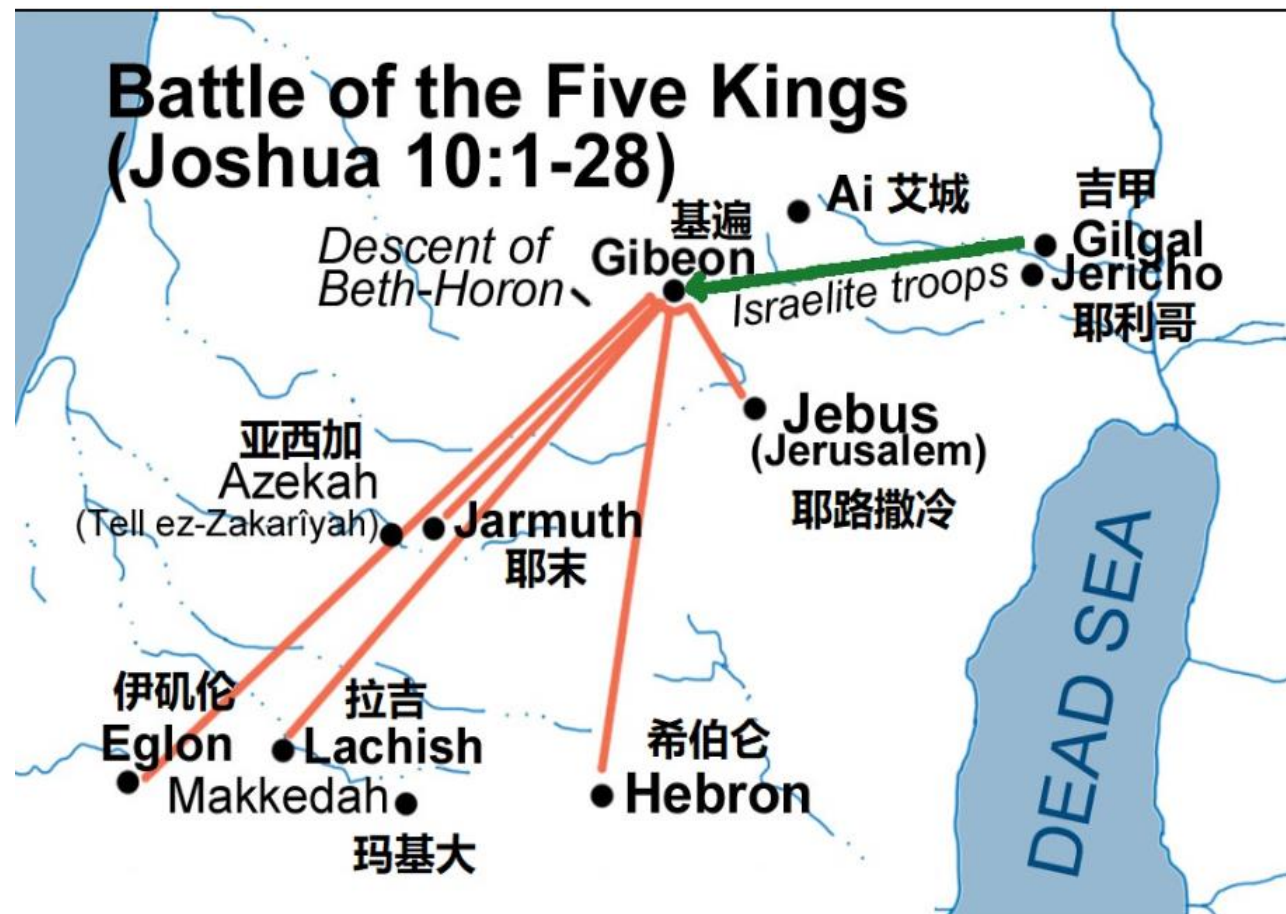 Battle of the Five Kings
(Joshua 10:1-28)
吉甲
Ai 艾城
基遍
Gilgal
Descent of
Gibeon
Beth-Horon
Israelite troops
Jericho
耶利哥
Jebus
(Jerusalem)
耶路撒冷
亚西加
Azekah
(Tell ez-Zakarîyah)
Jarmuth
耶末
DEAD SEA
伊矶伦
拉吉
希伯仑
Eglon
Lachish
Makkedah
Hebron
玛基大